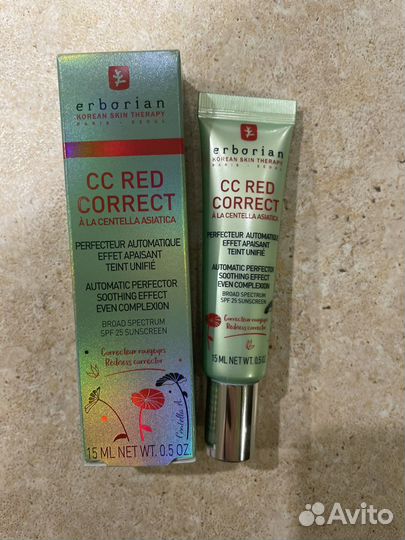 erborian
KOREAN SKIN THERAPY
PARIS - SEOUL
CC RED
CORRECT
À LA CENTELLA ASIATICA
PERFECTEUR AUTOMATIQUE
EFFET APAISANT
TEINT UNIFIÉ
AUTOMATIC PERFECTOR
SOOTHING EFFECT
EVEN COMPLEXION
BROAD SPECTRUM
SPF 25 SUNSCREEN
Correcteur rougeurs
Redness corrector
Centella A.
15 ML NET WT. 0.5 OZ.
erborian
KOREAN SKIN THERAPY
PARIS - SEOUL
CC RED
CORRECT
À LA CENTELLA ASIATICA
PERFECTEUR AUTOMATIQUE
EFFET APAISANT
TEINT UNIFIÉ
AUTOMATIC PERFECTOR
SOOTHING EFFECT
EVEN COMPLEXION
BROAD SPECTRUM
SPF 25 SUNSCREEN
Correcteur rougeurs
Redness corrector
15 ML NET WT. 0.5
Avito